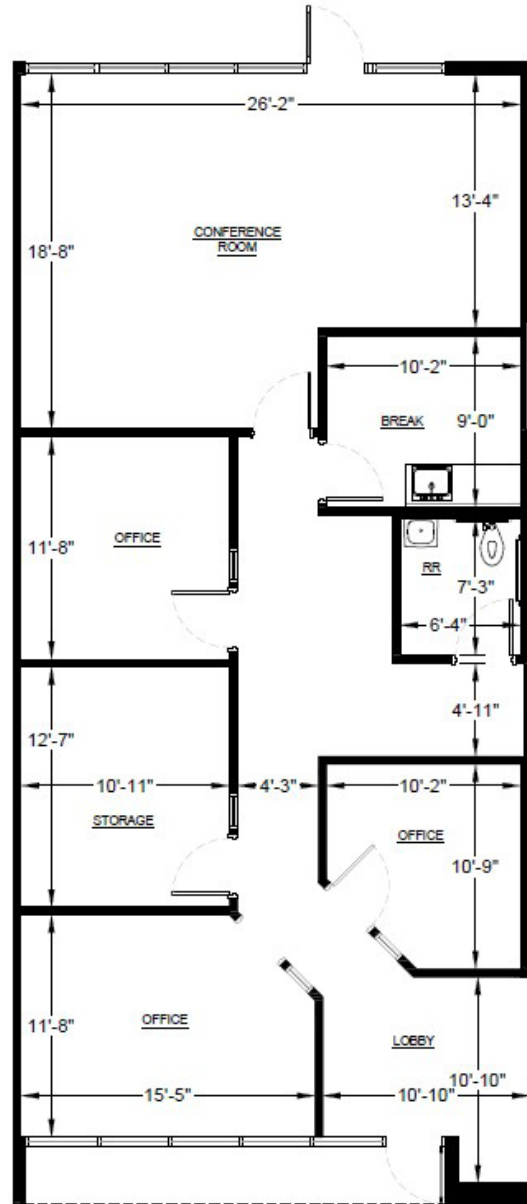 26'-2"
13'-4"
CONFERENCE
ROOM
18'-8"
10'-2"
BREAK
9'-0"
OFFICE
11'-8"
RR
7'-3"
6'-4"
4'-11"
12'-7"
10'-11"
4'-3"
10'-2"
STORAGE
OFFICE
10'-9"
11'-8"
OFFICE
LOBBY
10'-10"
15'-5"
10'-10"